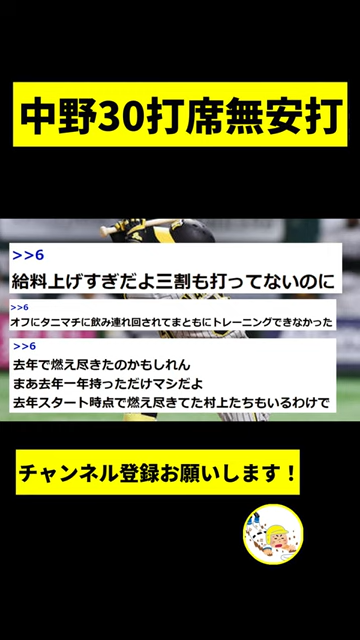 中野30打席無安打
>>6
給料上げすぎだよ三割も打ってないのに
>>6
オフにタニマチに飲み連れ回されてまともにトレーニングできなかった
>>6
去年で燃え尽きたのかもしれん
まあ去年一年持っただけマシだよ
去年スタート時点で燃え尽きてた村上たちもいるわけで
チャンネル登録お願いします！